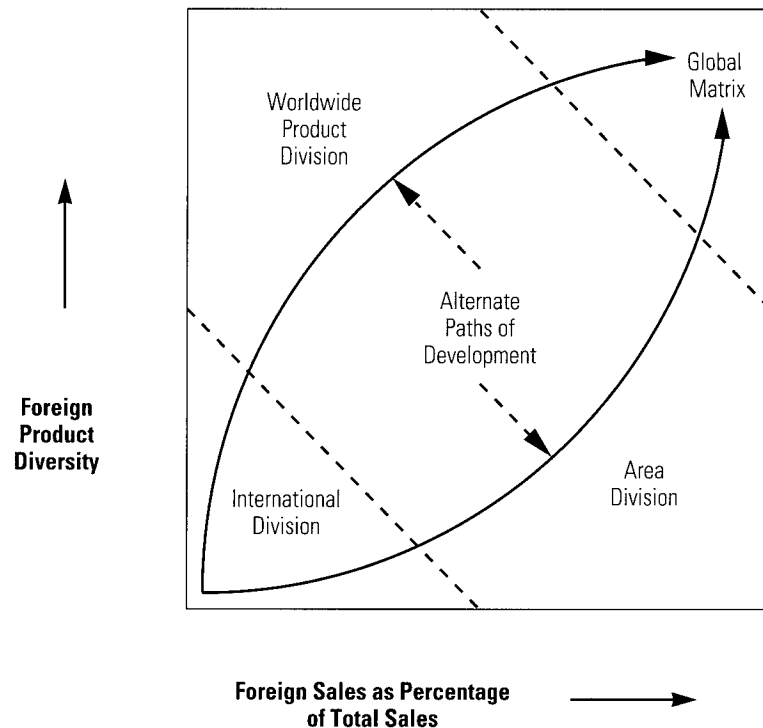 Global
Matrix
Worldwide
Product
Division
Alternate
Paths of
Development
Foreign
Product
Diversity
International
Division
Area
Division
Foreign Sales as Percentage
of Total Sales